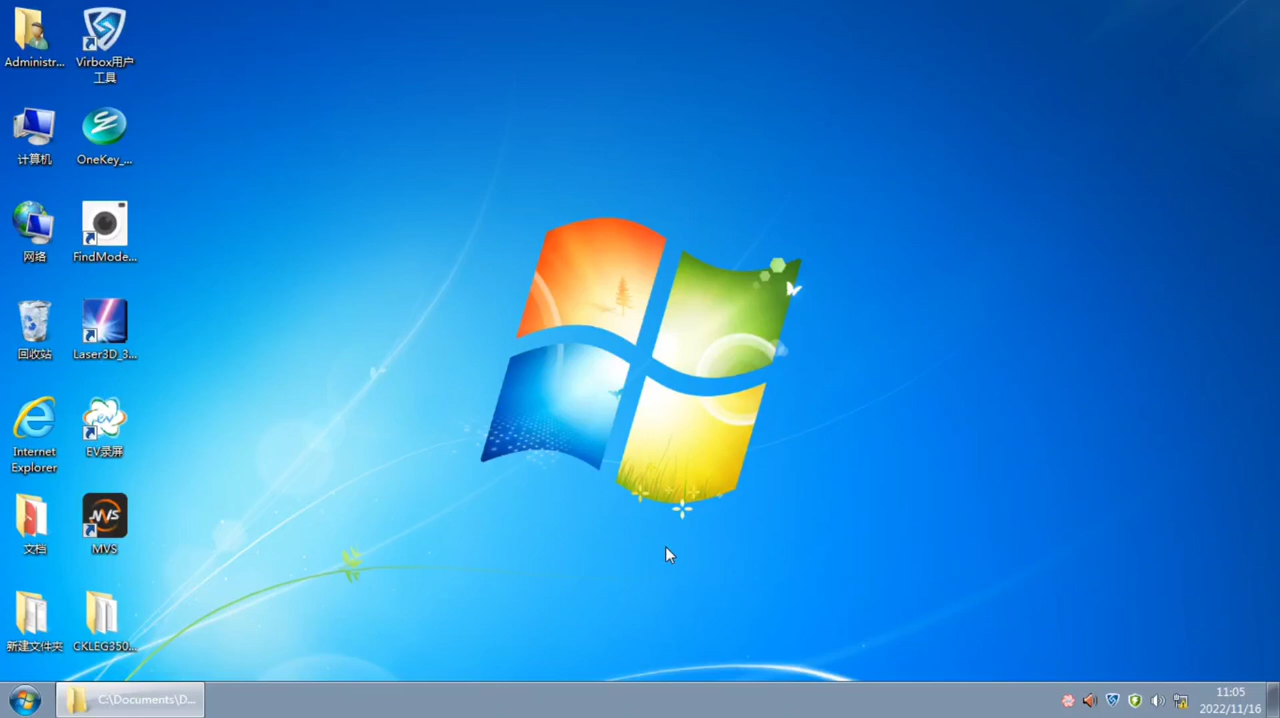 Administr...
Virbox用户
工具
计算机
OneKey_...
网络
FindMode...
回收站
Laser3D_3...
Internet
Explorer
EV录屏
文档
MVS
新建文件夹
CKLEG350...
C:\Documents\D...
11:05
2022/11/16